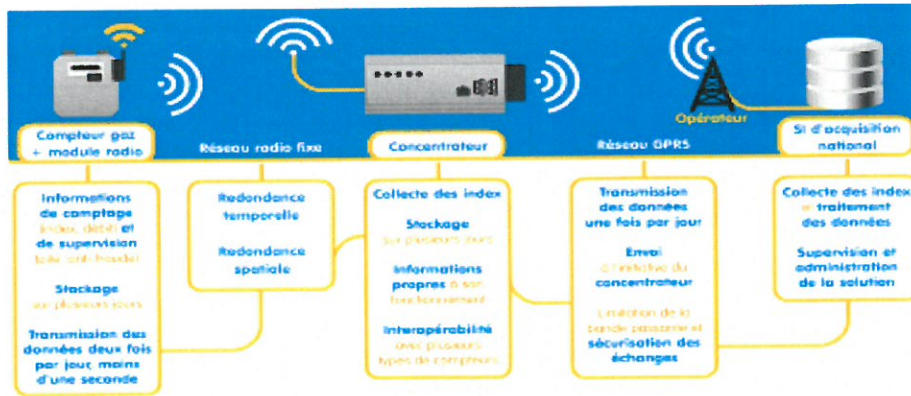 Opérateur
Compteur gaz
+ module radio
Réseau radio fixe
Concentrateur
Réseau GPRS
SI d'acquisition
national
Informations
de comptage
(index, débit) et
de supervision
anti-fraude)
Stockage
sur plusieurs jours
Transmission des
données deux fois
par jour, moins
d'une seconde
Redondance
temporelle
Redondance
spatiale
Collecte des index
Stockage
sur plusieurs jours
Informations
propres à son
fonctionnement
Interopérabilité
avec plusieurs
types de compteurs
Transmission
des données
une fois par jour
Envoi
à l'initiative du
concentrateur
Limitation de la
bande passante et
sécurisation des
échanges
Collecte des index
et traitement
des données
Supervision et
administration
de la solution